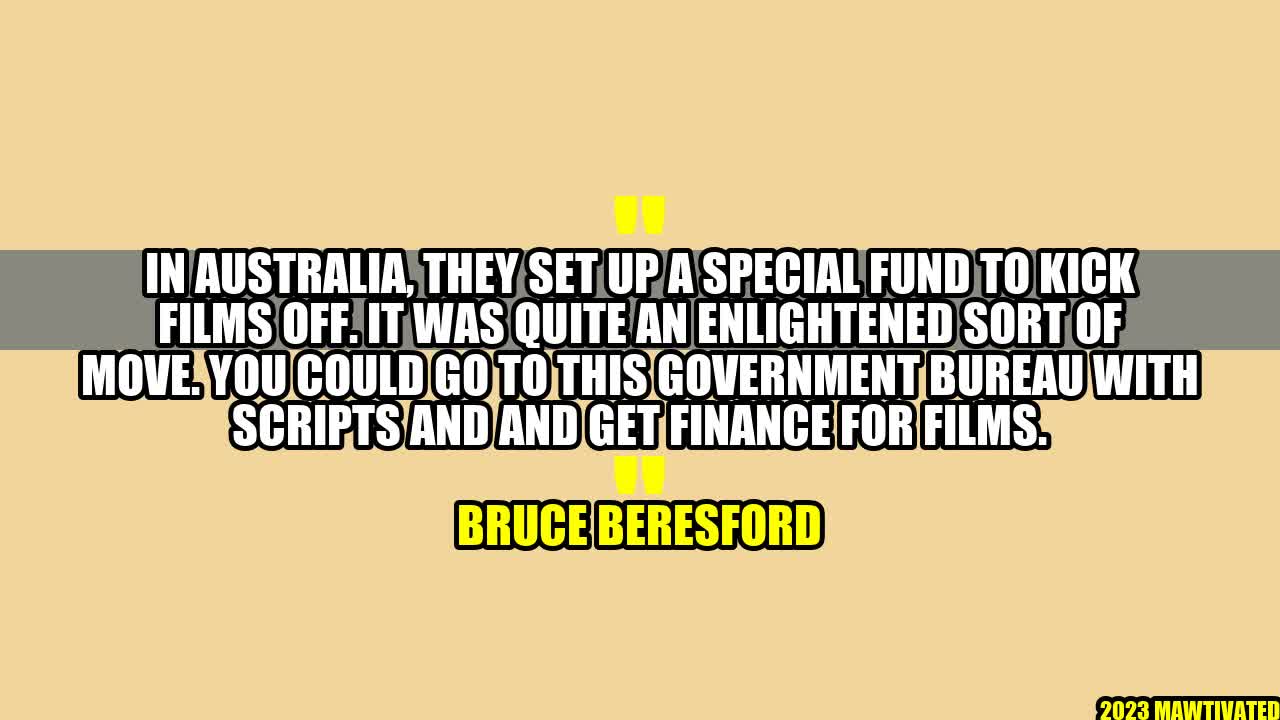 "
IN AUSTRALIA, THEY SET UP A SPECIAL FUND TO KICK
FILMS OFF. IT WAS QUITE AN ENLIGHTENED SORT OF
MOVE. YOU COULD GO TO THIS GOVERNMENT BUREAU WITH
SCRIPTS AND AND GET FINANCE FOR FILMS.
"
BRUCE BERESFORD
2023 MAWTIVATED